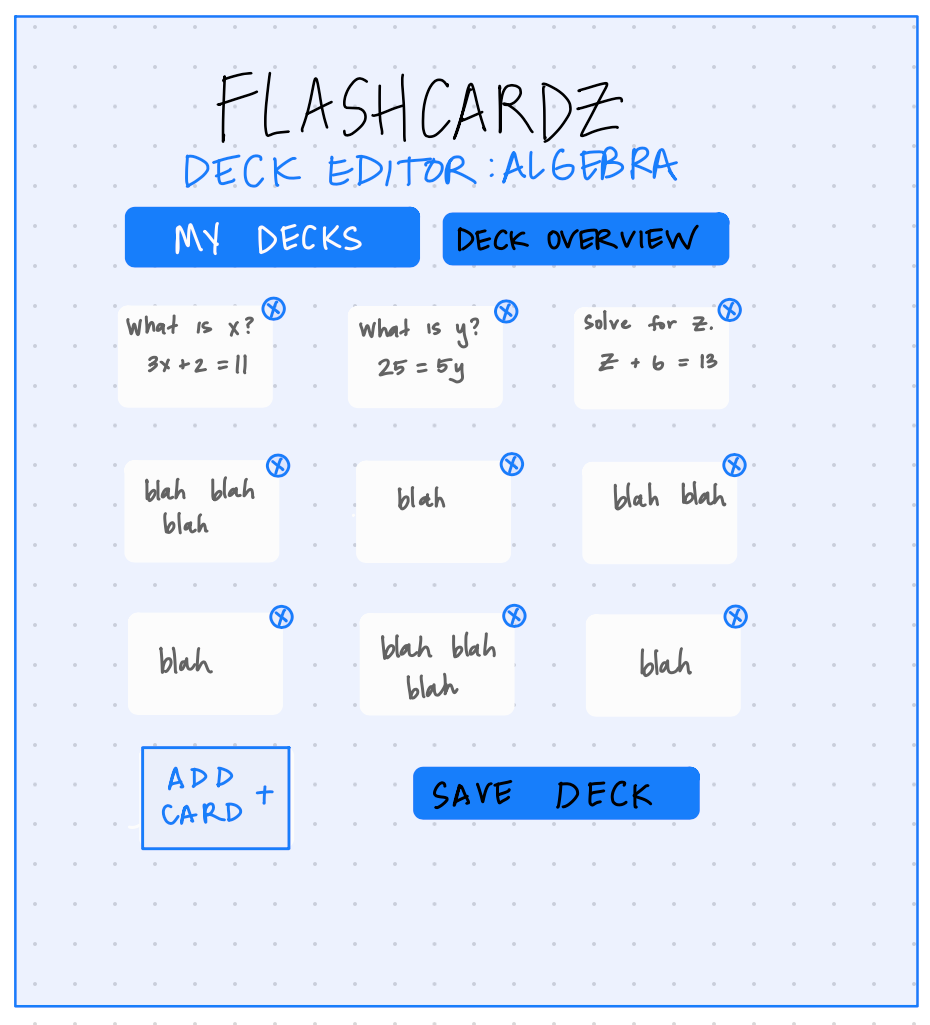 FLASHCARDZ
DECK EDITOR: ALGEBRA
MY DECKS
DECK OVERVIEW
What is x?
3x + 2 = 11
What is y?
25 = 5y
Solve for z.
z + 6 = 13
blah blah
blah
blah
blah blah
blah
blah blah
blah
blah
ADD
CARD +
SAVE DECK